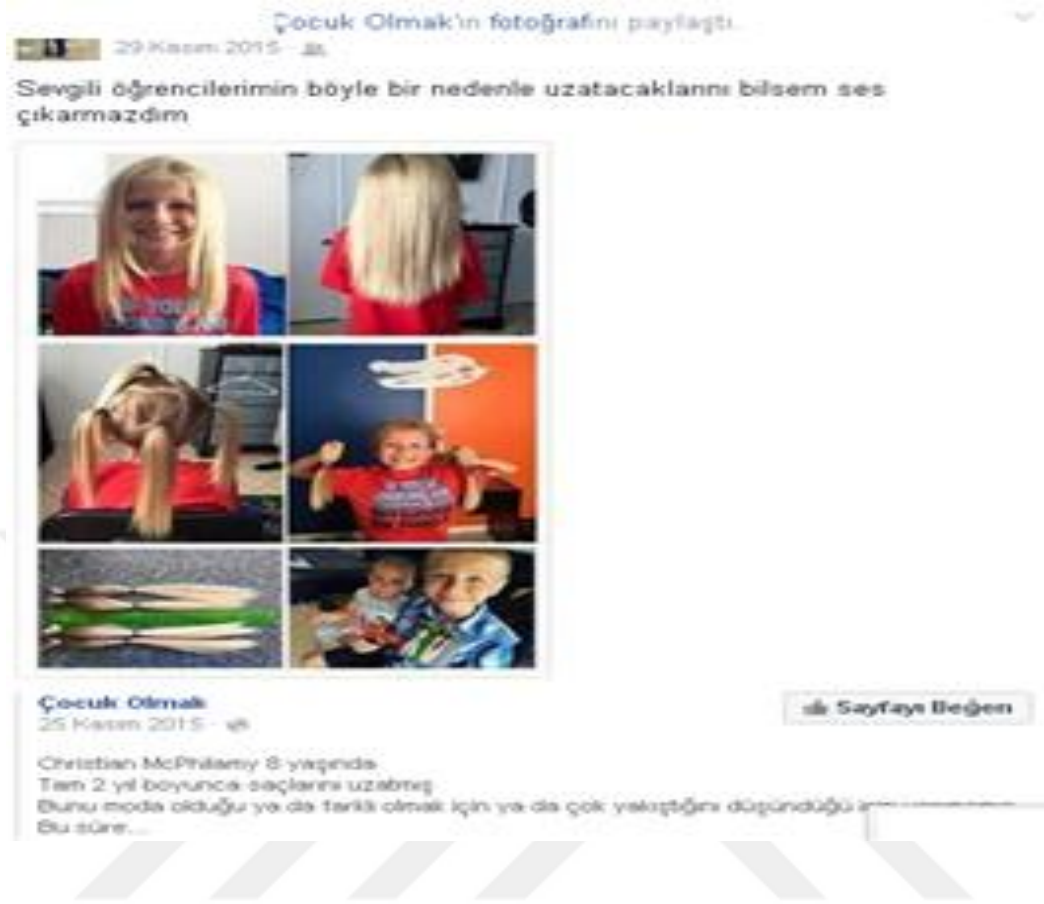 Çocuk Olmak'ın fotoğrafını paylaştı.
29 Kasım 2015
Sevgili öğrencilerimin böyle bir nedenle uzatacaklarını bilsem ses
çıkarmazdım
Çocuk Olmak
25 Kasım 2015
Sayfayı Beğen
Christian McPhilamy 8 yaşında
Tam 2 yıl boyunca saçlarını uzatmış
Bunu moda olduğu ya da farklı olmak için ya da çok yakıştığını düşündüğü
Bu süre...